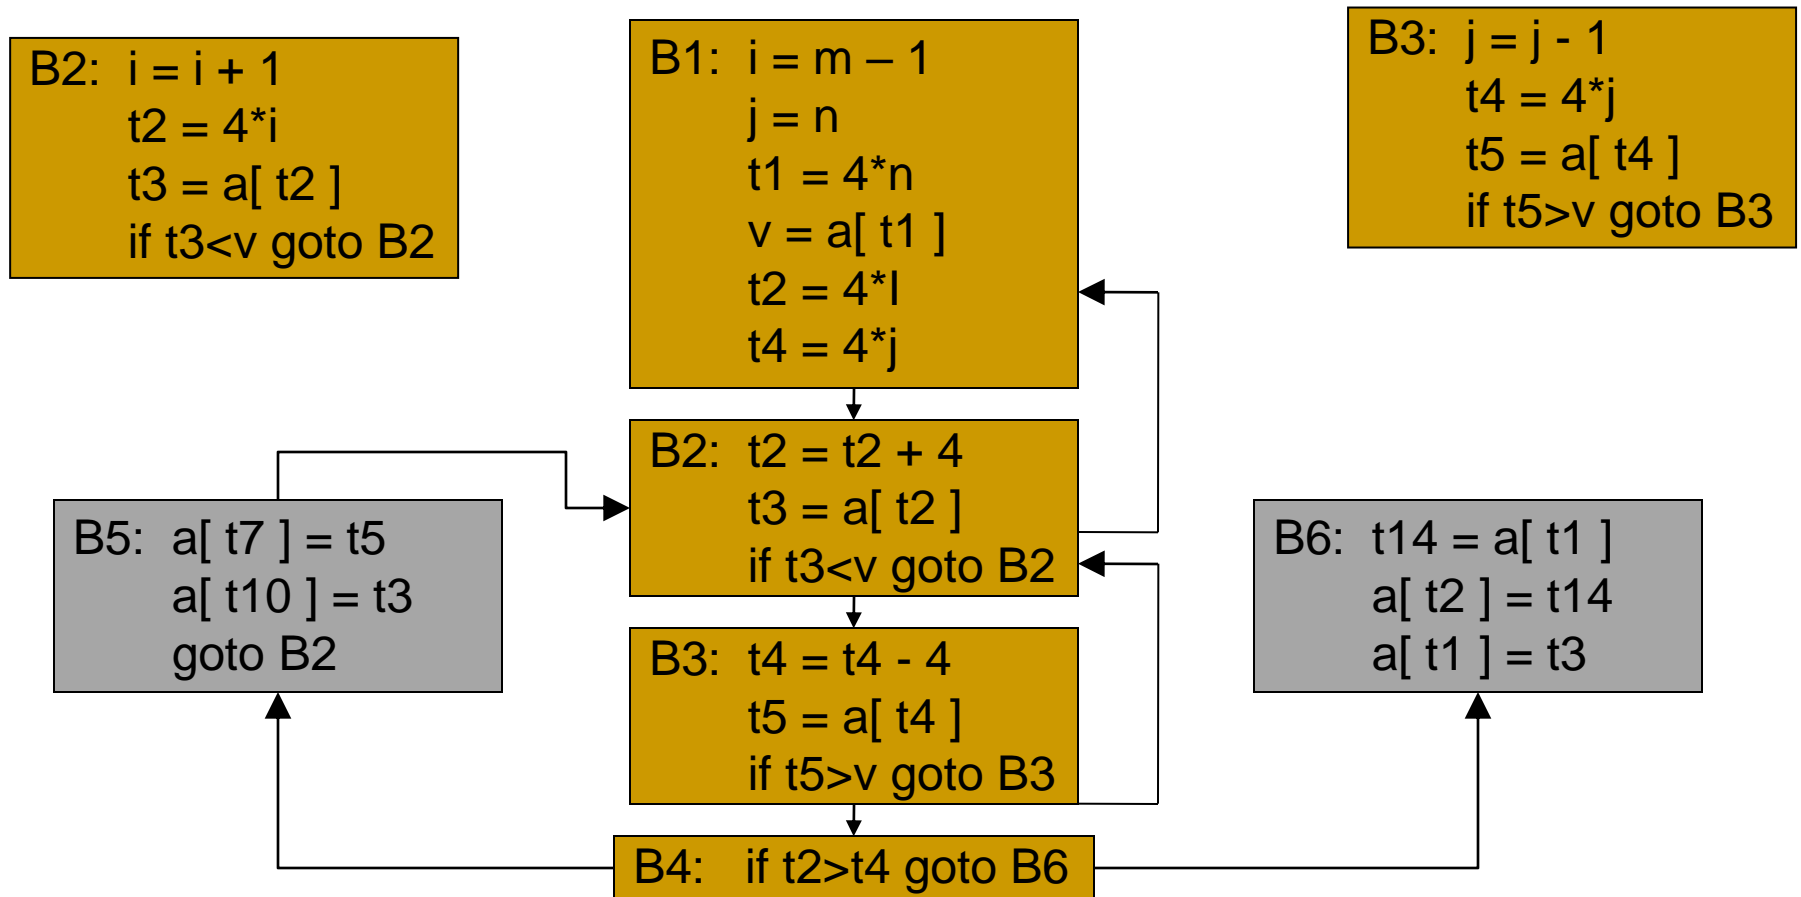 B2: i = i + 1
t2 = 4*i
t3 = a[ t2 ]
if t3<v goto B2
B1: i = m – 1
j = n
t1 = 4*n
v = a[ t1 ]
t2 = 4*I
t4 = 4*j
B3: j = j - 1
t4 = 4*j
t5 = a[ t4 ]
if t5>v goto B3
B2: t2 = t2 + 4
t3 = a[ t2 ]
if t3<v goto B2
B5: a[ t7 ] = t5
a[ t10 ] = t3
goto B2
B6: t14 = a[ t1 ]
a[ t2 ] = t14
a[ t1 ] = t3
B3: t4 = t4 - 4
t5 = a[ t4 ]
if t5>v goto B3
B4: if t2>t4 goto B6